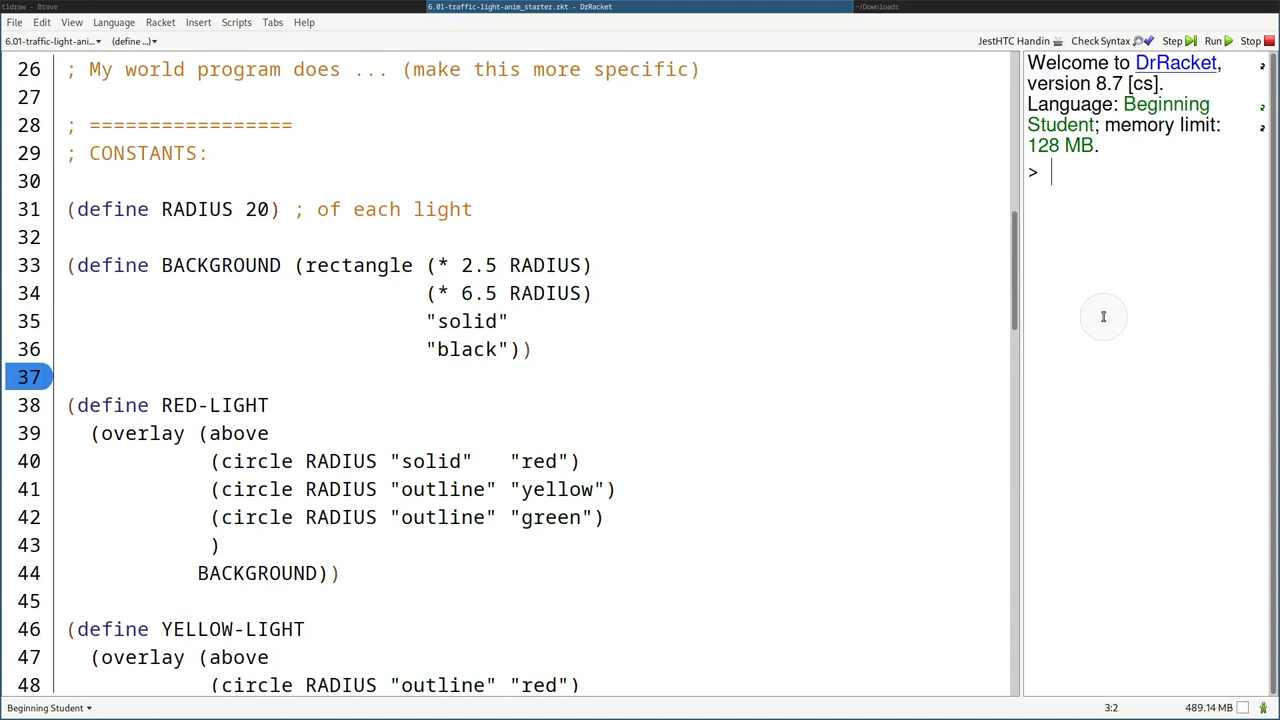 tldraw - Brave
6.01-traffic-light-anim_starter.rkt - DrRacket
~/Downloads
File Edit View Language Racket Insert Scripts Tabs Help
6.01-traffic-light-ani... (define ...) JestHTC Handin Check Syntax Step Run Stop
26 ; My world program does ... (make this more specific)
27
28 ; =================
29 ; CONSTANTS:
30
31 (define RADIUS 20) ; of each light
32
33 (define BACKGROUND (rectangle (* 2.5 RADIUS)
34 (* 6.5 RADIUS)
35 "solid"
36 "black"))
37
38 (define RED-LIGHT
39 (overlay (above
40 (circle RADIUS "solid" "red")
41 (circle RADIUS "outline" "yellow")
42 (circle RADIUS "outline" "green")
43 )
44 BACKGROUND))
45
46 (define YELLOW-LIGHT
47 (overlay (above
48 (circle RADIUS "outline" "red")
Welcome to DrRacket,
version 8.7 [cs].
Language: Beginning
Student; memory limit:
128 MB.
>
Beginning Student 3:2 489.14 MB